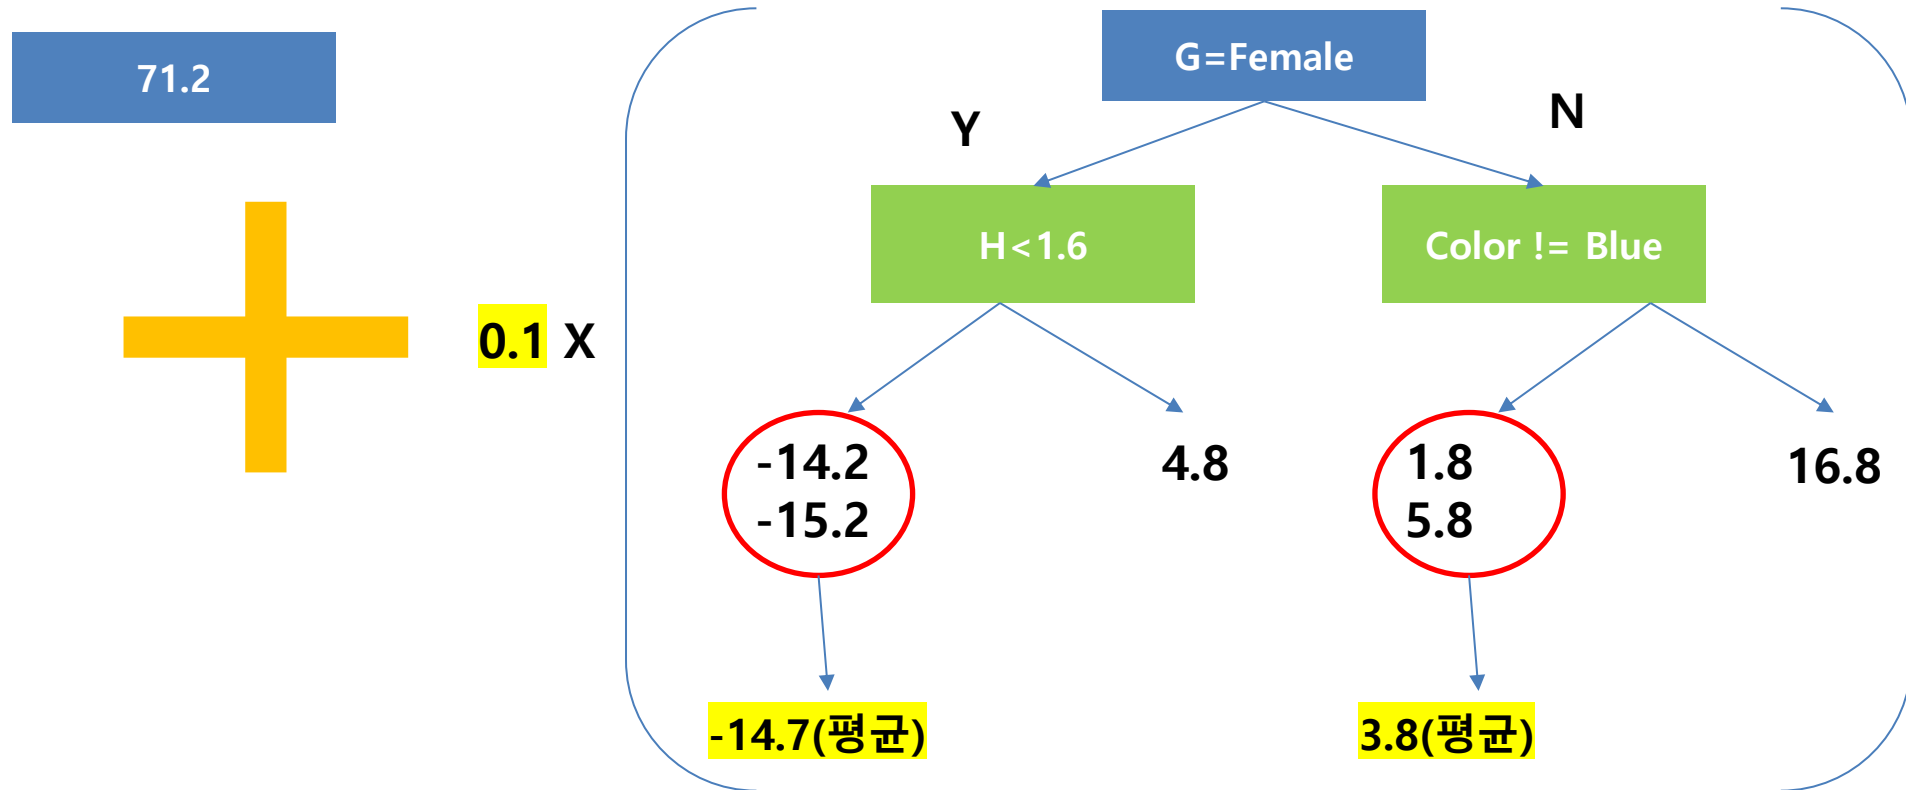 71.2
G=Female
Y
N
H<1.6
Color != Blue
0.1 X
-14.2
-15.2
4.8
1.8
5.8
16.8
-14.7(평균)
3.8(평균)